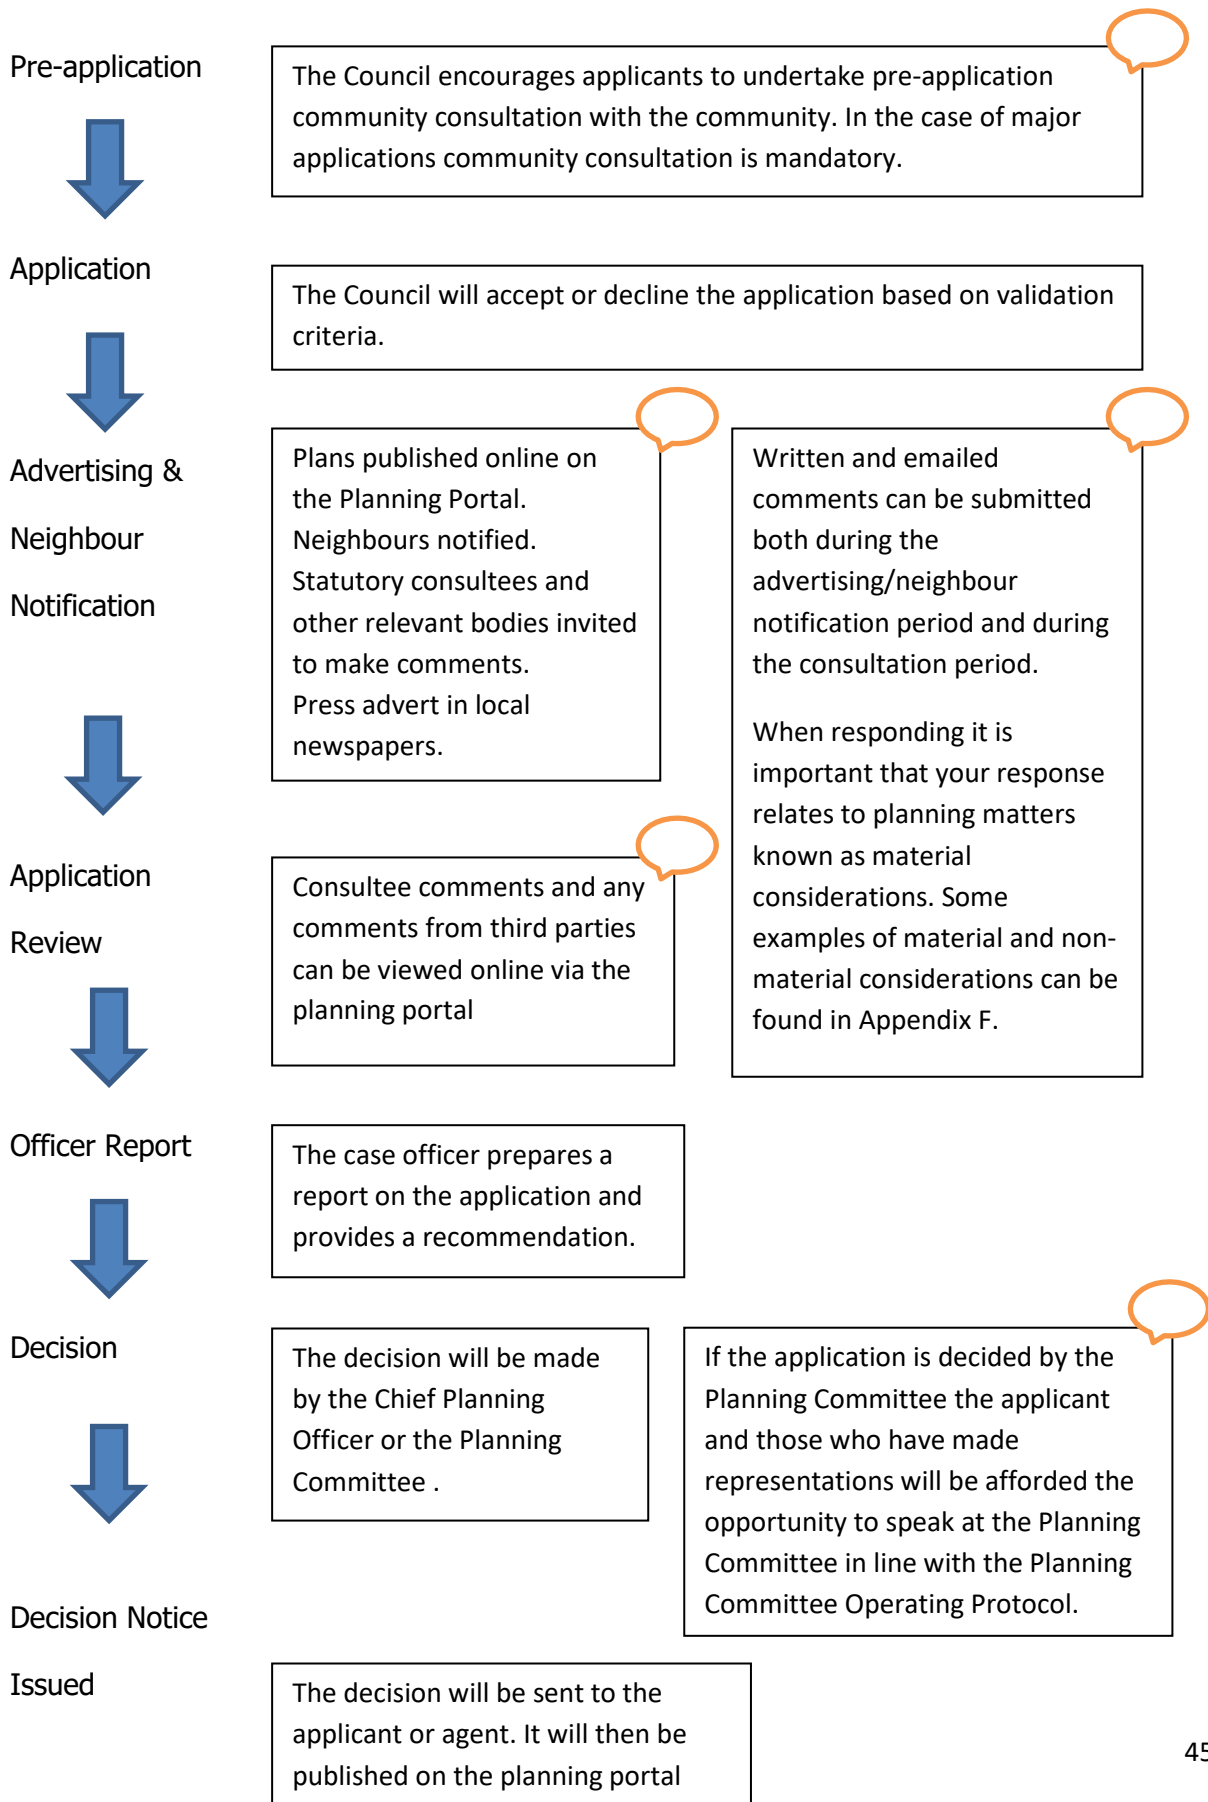 Pre-application
The Council encourages applicants to undertake pre-application
community consultation with the community. In the case of major
applications community consultation is mandatory.
Application
The Council will accept or decline the application based on validation
criteria.
Advertising &
Neighbour
Notification
Plans published online on
the Planning Portal.
Neighbours notified.
Statutory consultees and
other relevant bodies invited
to make comments.
Press advert in local
newspapers.
Written and emailed
comments can be submitted
both during the
advertising/neighbour
notification period and during
the consultation period.
When responding it is
important that your response
relates to planning matters
known as material
considerations. Some
examples of material and non-
material considerations can be
found in Appendix F.
Application
Review
Consultee comments and any
comments from third parties
can be viewed online via the
planning portal
Officer Report
The case officer prepares a
report on the application and
provides a recommendation.
Decision
The decision will be made
by the Chief Planning
Officer or the Planning
Committee .
If the application is decided by the
Planning Committee the applicant
and those who have made
representations will be afforded the
opportunity to speak at the Planning
Committee in line with the Planning
Committee Operating Protocol.
Decision Notice
Issued
The decision will be sent to the
applicant or agent. It will then be
published on the planning portal
45